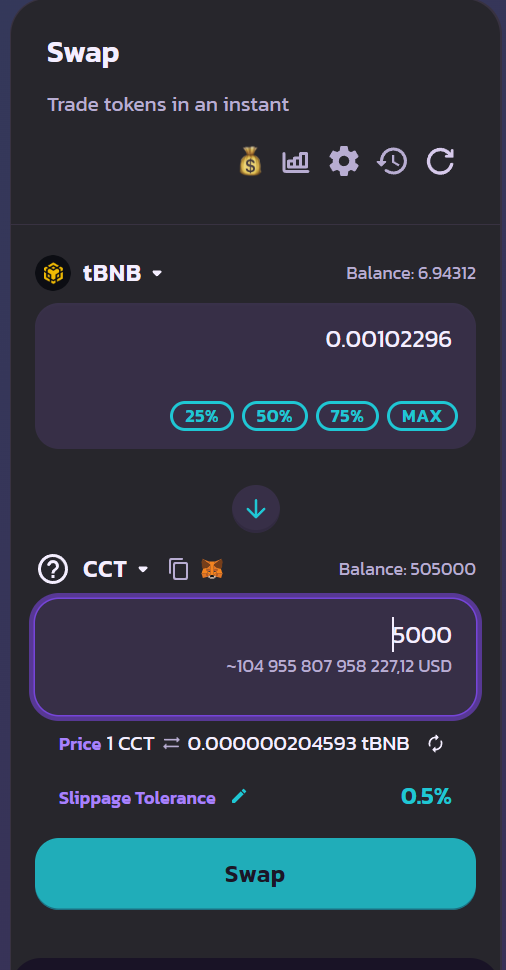 Swap
Trade tokens in an instant
tBNB Balance: 6.94312
0.00102296
25% 50% 75% MAX
CCT Balance: 505000
5000
~104 955 807 958 227,12 USD
Price 1 CCT ⇄ 0.000000204593 tBNB
Slippage Tolerance 0.5%
Swap